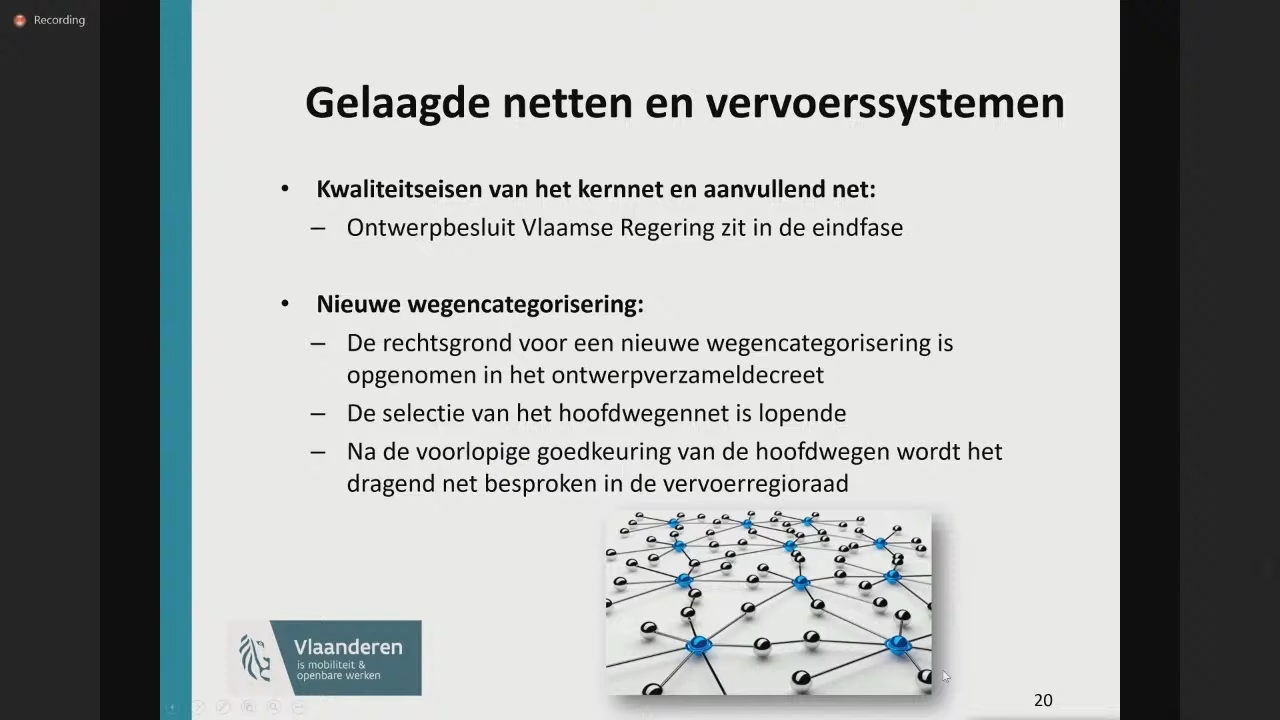 Recording
Gelaagde netten en vervoerssystemen
• Kwaliteitseisen van het kernnet en aanvullend net:
– Ontwerpbesluit Vlaamse Regering zit in de eindfase
• Nieuwe wegencategorisering:
– De rechtsgrond voor een nieuwe wegencategorisering is
opgenomen in het ontwerpverzameldecreet
– De selectie van het hoofdwegennet is lopende
– Na de voorlopige goedkeuring van de hoofdwegen wordt het
dragend net besproken in de vervoerregioraad
Vlaanderen
is mobiliteit &
openbare werken
20